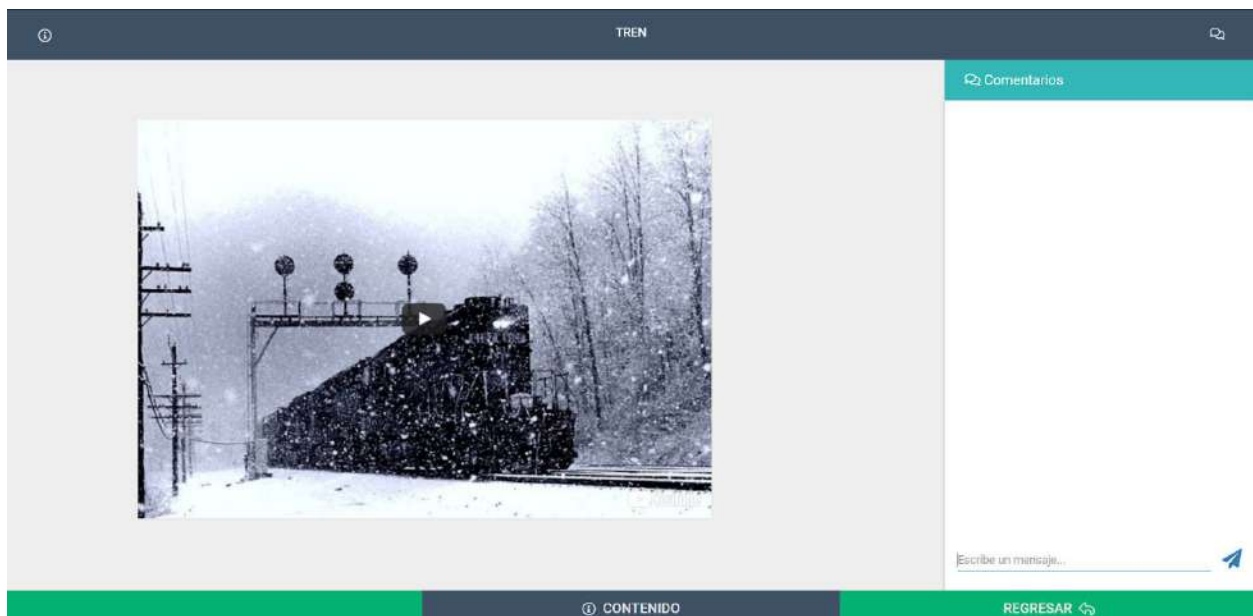 TREN
Comentarios
Escribe un mensaje...
CONTENIDO
REGRESAR